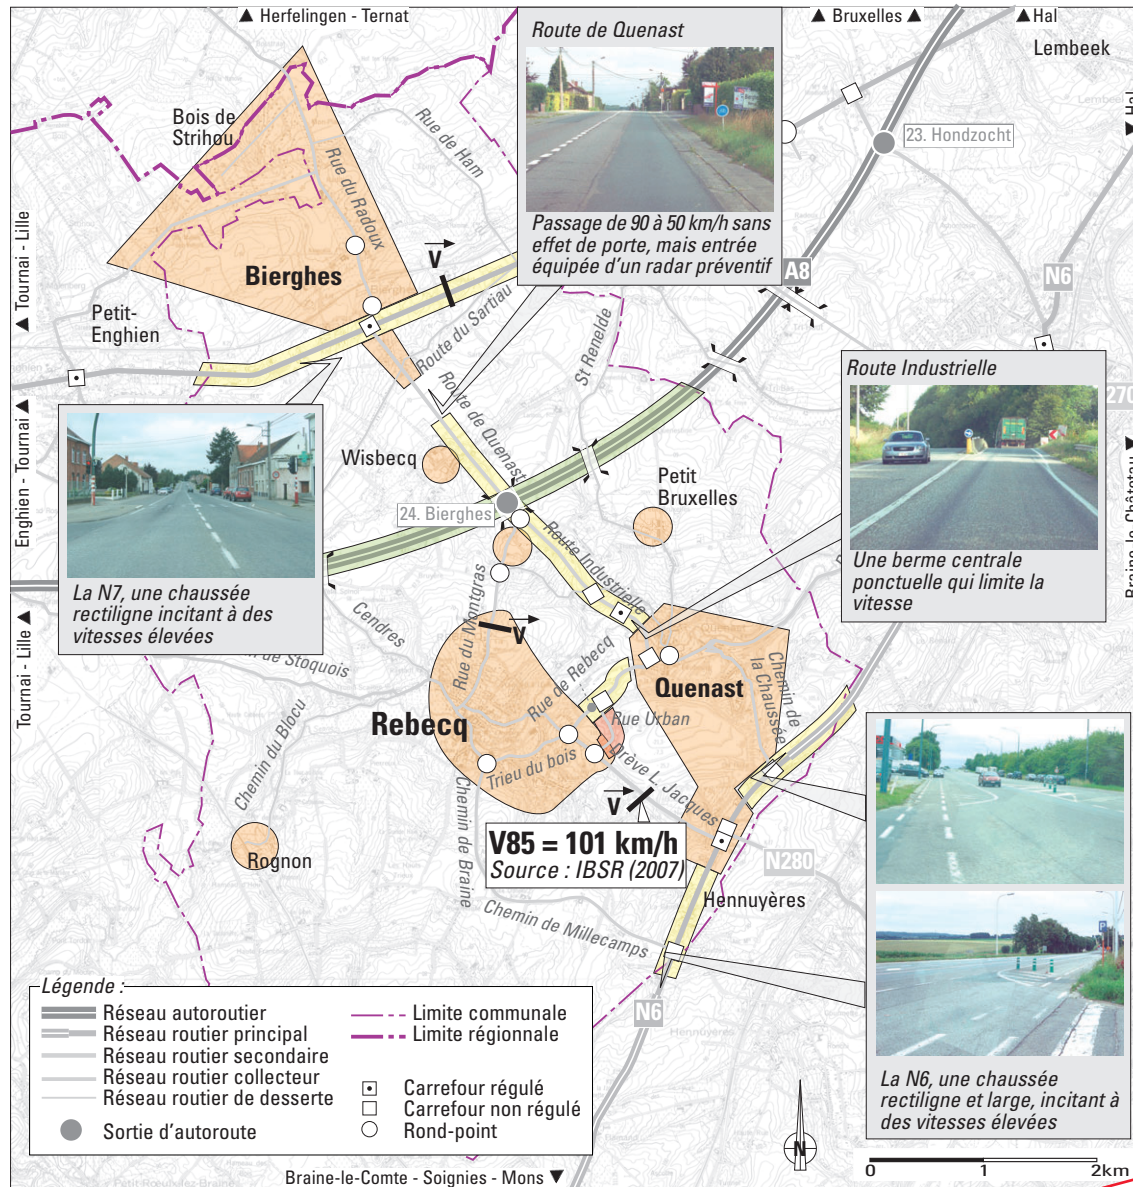 ▲ Herfelingen - Ternat
▲ Bruxelles ▲
▲ Hal
Lembeek
Route de Quenast
Passage de 90 à 50 km/h sans
effet de porte, mais entrée
équipée d'un radar préventif
Bois de
Strihou
Rue de Ham
Rue du Radoux
23. Hondzocht
▼ Hal
▲ Tournai - Lille
Bierghes
V
A8
N6
Petit-
Enghien
Route du Sartiau
St Renelde
Route de Quenast
Route Industrielle
Une berme centrale
ponctuelle qui limite la
vitesse
270
Enghien - Tournai ▲
La N7, une chaussée
rectiligne incitant à des
vitesses élevées
Wisbecq
Petit
Bruxelles
24. Bierghes
Route Industrielle
Braine-le-Château ▼
Tournai - Lille ▲
Cendres
de Stoquois
Rue du Montgras
V
Rue de Rebecq
Quenast
Chemin de
la Chaussée
Rebecq
Rue Urban
Chemin du Blocu
Trieu du bois
Drève L. Jacques
Chemin de Braine
V
V85 = 101 km/h
Source : IBSR (2007)
N280
Rognon
Hennuyères
Chemin de Millecamps
N6
La N6, une chaussée
rectiligne et large, incitant à
des vitesses élevées
Légende :
Réseau autoroutier
Réseau routier principal
Réseau routier secondaire
Réseau routier collecteur
Réseau routier de desserte
Sortie d'autoroute
Limite communale
Limite régionnale
Carrefour régulé
Carrefour non régulé
Rond-point
N
0 1 2km
Braine-le-Comte - Soignies - Mons ▼